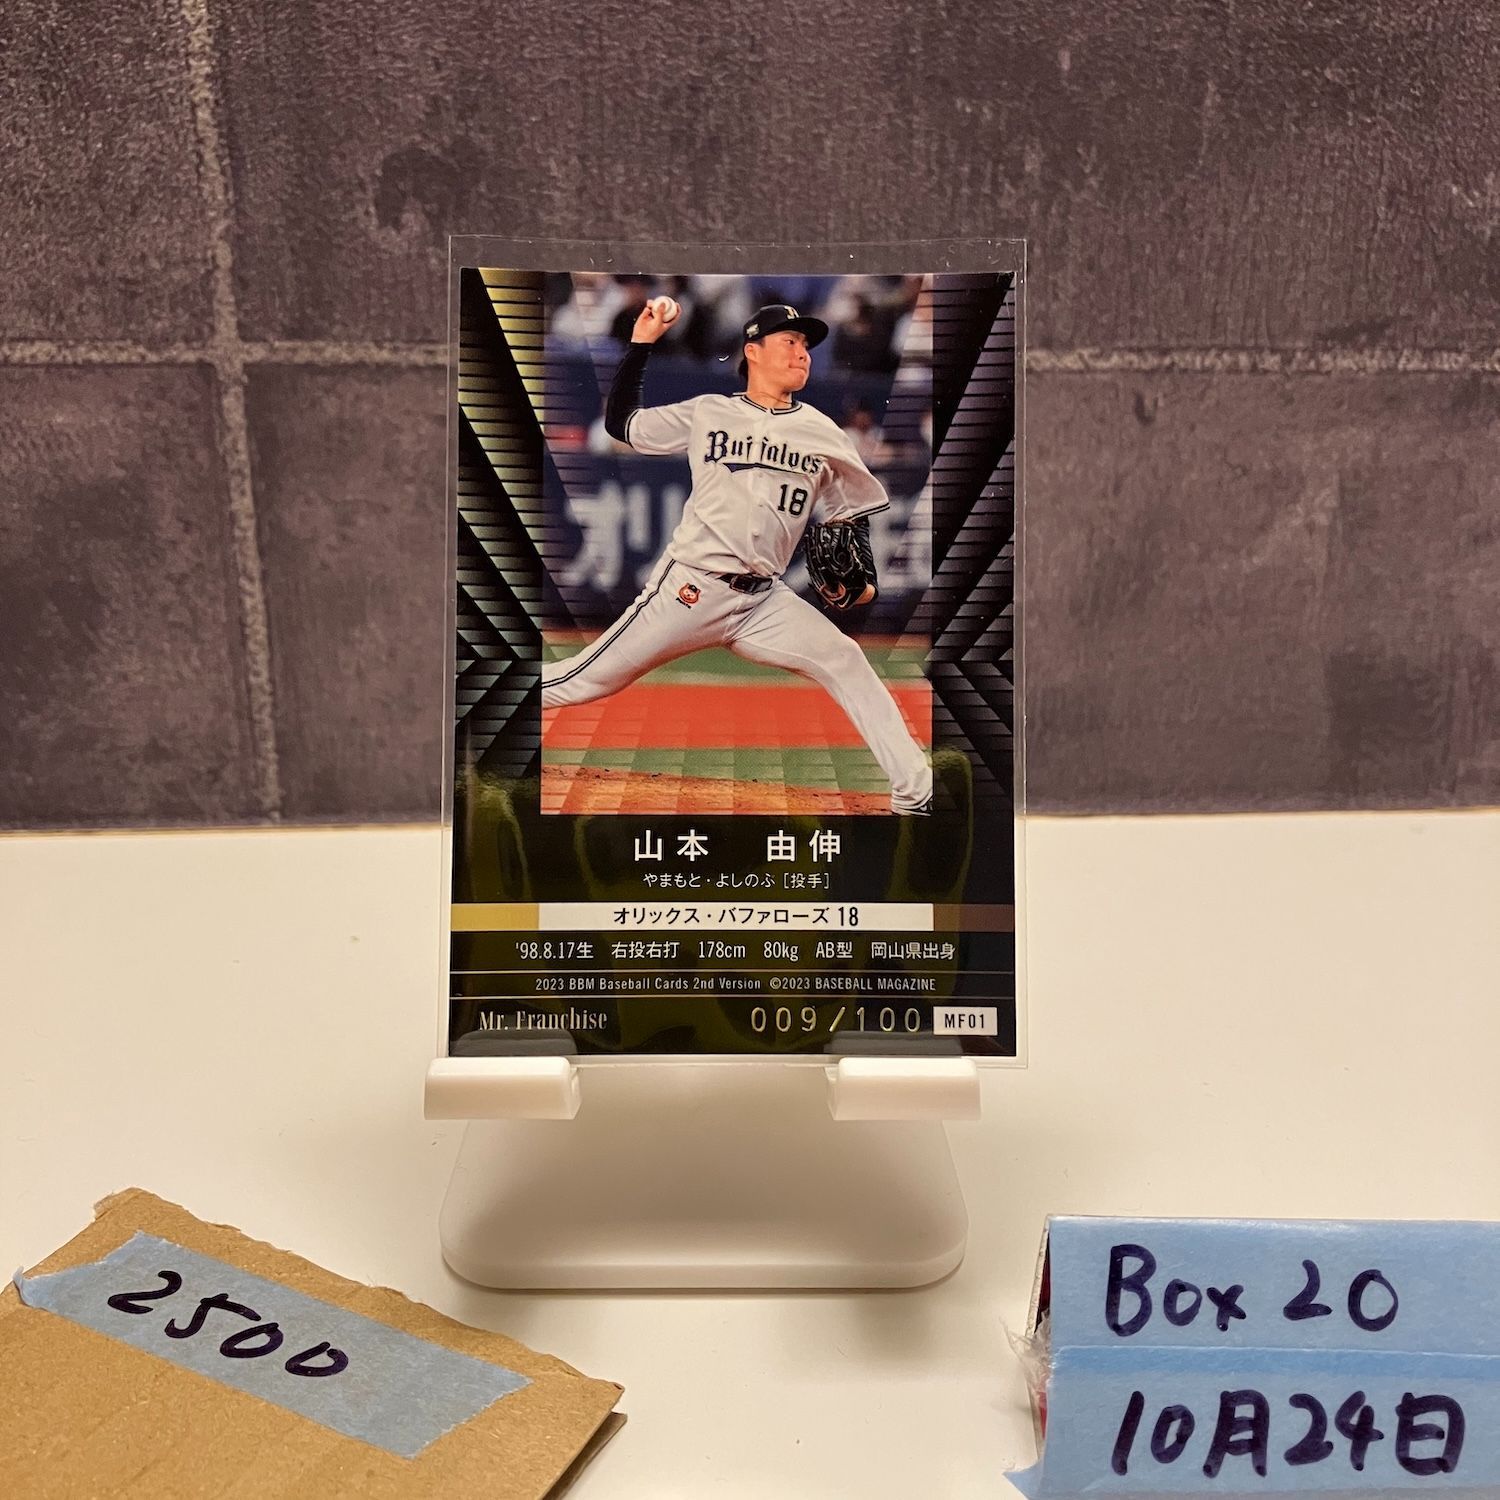 Buffaloes
18
オリ
山本 由伸
やまもと・よしのぶ [投手]
オリックス・バファローズ 18
'98.8.17生 右投右打 178cm 80kg AB型 岡山県出身
2023 BBM Baseball Cards 2nd Version ©2023 BASEBALL MAGAZINE
Mr. Franchise 009/100 MF01
2500
Box 20
10月24日